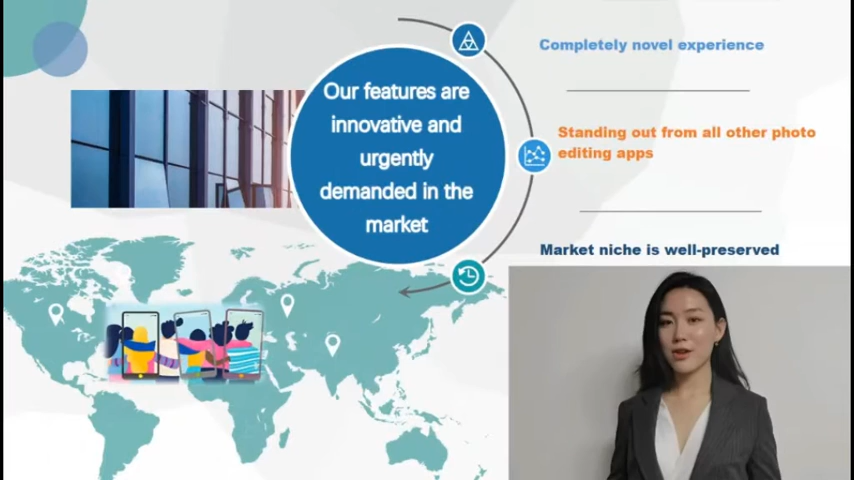 Completely novel experience
Our features are
innovative and
urgently
demanded in the
market
Standing out from all other photo
editing apps
Market niche is well-preserved